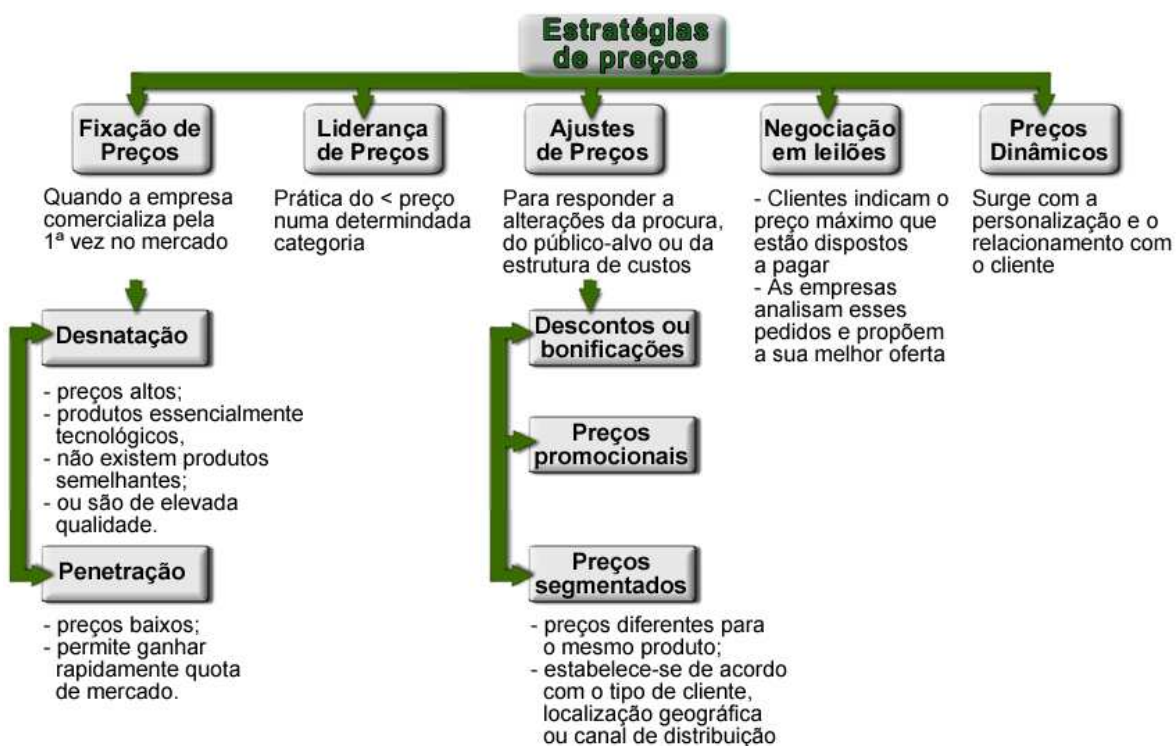 Estratégias
de preços
Fixação de
Preços
Quando a empresa
comercializa pela
1ª vez no mercado
Desnatação
- preços altos;
- produtos essencialmente
tecnológicos,
- não existem produtos
semelhantes;
- ou são de elevada
qualidade.
Penetração
- preços baixos;
- permite ganhar
rapidamente quota
de mercado.
Liderança
de Preços
Prática do < preço
numa determindada
categoria
Ajustes
de Preços
Para responder a
alterações da procura,
do público-alvo ou da
estrutura de custos
Descontos ou
bonificações
Preços
promocionais
Preços
segmentados
- preços diferentes para
o mesmo produto;
- estabelece-se de acordo
com o tipo de cliente,
localização geográfica
ou canal de distribuição
Negociação
em leilões
- Clientes indicam o
preço máximo que
estão dispostos
a pagar
- As empresas
analisam esses
pedidos e propõem
a sua melhor oferta
Preços
Dinâmicos
Surge com a
personalização e o
relacionamento com
o cliente